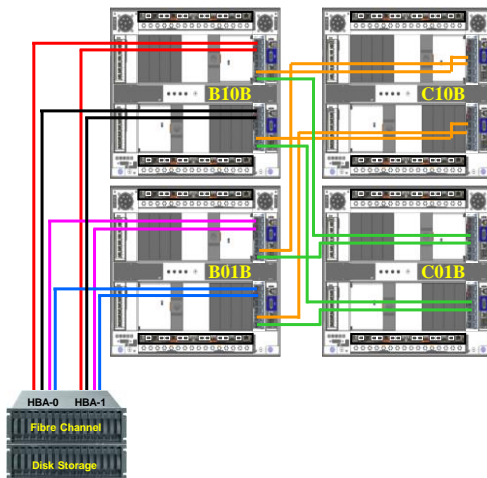 B10B
C10B
B01B
C01B
HBA-0 HBA-1
Fibre Channel
Disk Storage